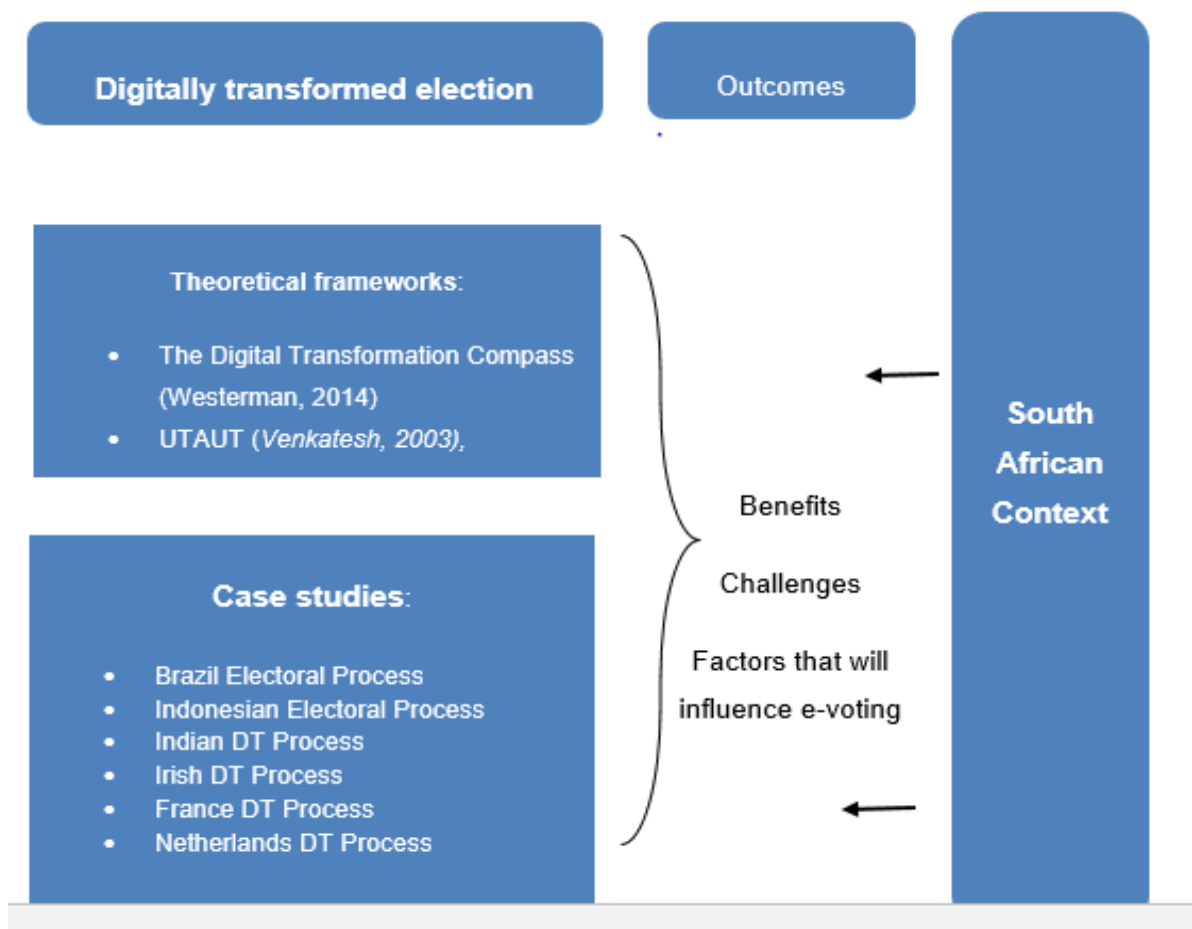 Digitally transformed election
Outcomes
Theoretical frameworks:
• The Digital Transformation Compass
(Westerman, 2014)
• UTAUT (Venkatesh, 2003),
Case studies:
• Brazil Electoral Process
• Indonesian Electoral Process
• Indian DT Process
• Irish DT Process
• France DT Process
• Netherlands DT Process
Benefits
Challenges
Factors that will
influence e-voting
South
African
Context